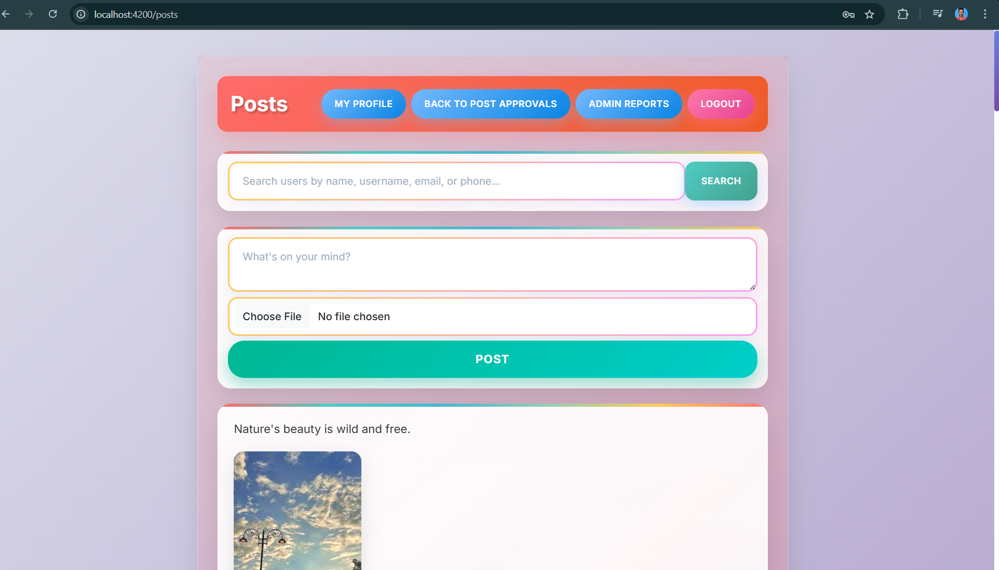 localhost:4200/posts
Posts
MY PROFILE
BACK TO POST APPROVALS
ADMIN REPORTS
LOGOUT
Search users by name, username, email, or phone...
SEARCH
What's on your mind?
Choose File
No file chosen
POST
Nature's beauty is wild and free.